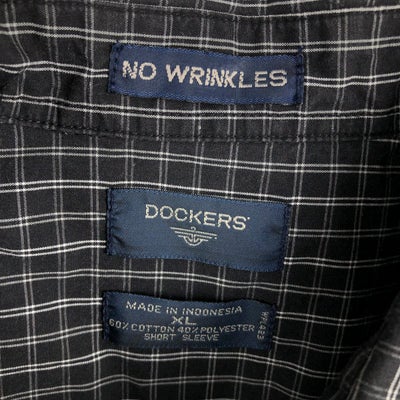 NO WRINKLES
DOCKERS
MADE IN INDONESIA
XL
60% COTTON 40% POLYESTER
SHORT SLEEVE